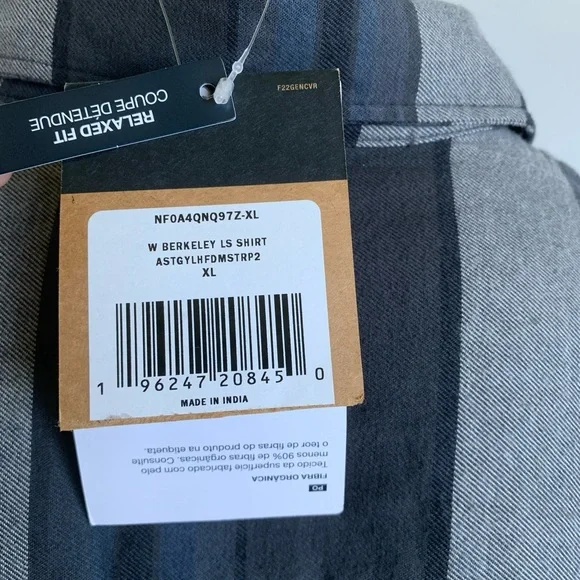 F22GENCVR
RELAXED FIT
COUPE DÉTENDUE
NF0A4QNQ97Z-XL
W BERKELEY LS SHIRT
ASTGYLHFDMSTRP2
XL
1 96247 20845 0
MADE IN INDIA
PO
FIBRA ORGÂNICA
Tecido da superfície fabricado com pelo
menos 90% de fibras orgânicas. Consulte
o teor de fibras do produto na etiqueta.